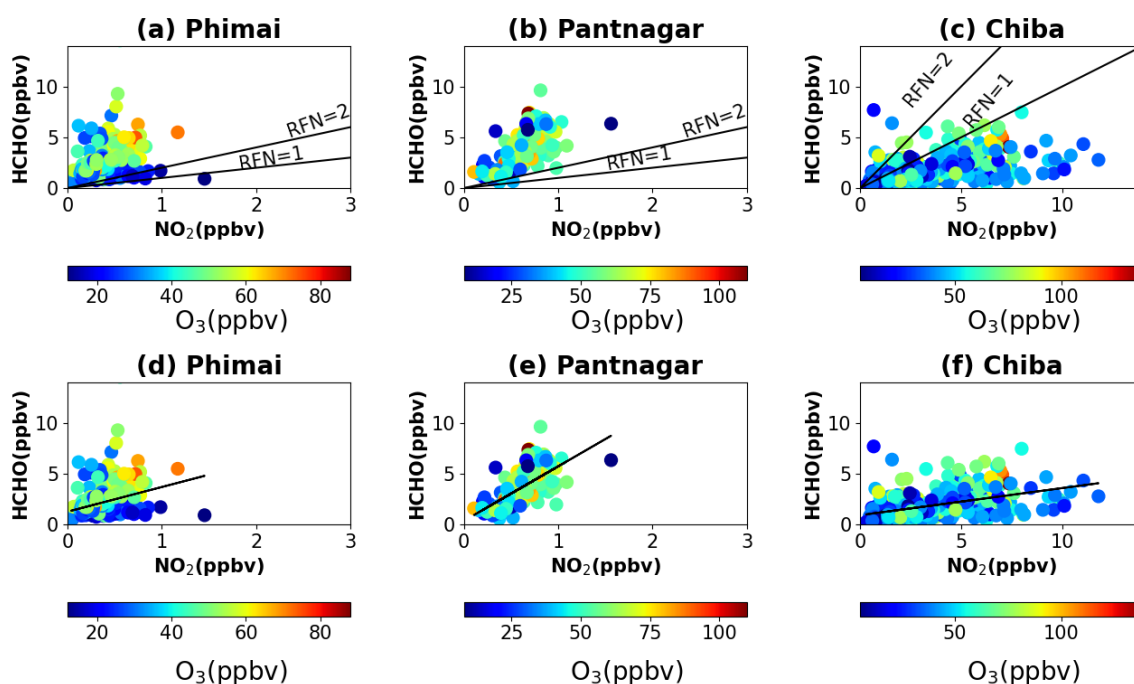 (a) Phimai
(b) Pantnagar
(c) Chiba
HCHO(ppbv)
10
5
0
RFN=2
RFN=1
0 1 2 3
NO₂(ppbv)
HCHO(ppbv)
10
5
0
RFN=2
RFN=1
0 1 2 3
NO₂(ppbv)
HCHO(ppbv)
10
5
0
RFN=2
RFN=1
0 5 10
NO₂(ppbv)
20 40 60 80
O₃(ppbv)
25 50 75 100
O₃(ppbv)
50 100
O₃(ppbv)
(d) Phimai
(e) Pantnagar
(f) Chiba
HCHO(ppbv)
10
5
0
0 1 2 3
NO₂(ppbv)
HCHO(ppbv)
10
5
0
0 1 2 3
NO₂(ppbv)
HCHO(ppbv)
10
5
0
0 5 10
NO₂(ppbv)
20 40 60 80
O₃(ppbv)
25 50 75 100
O₃(ppbv)
50 100
O₃(ppbv)